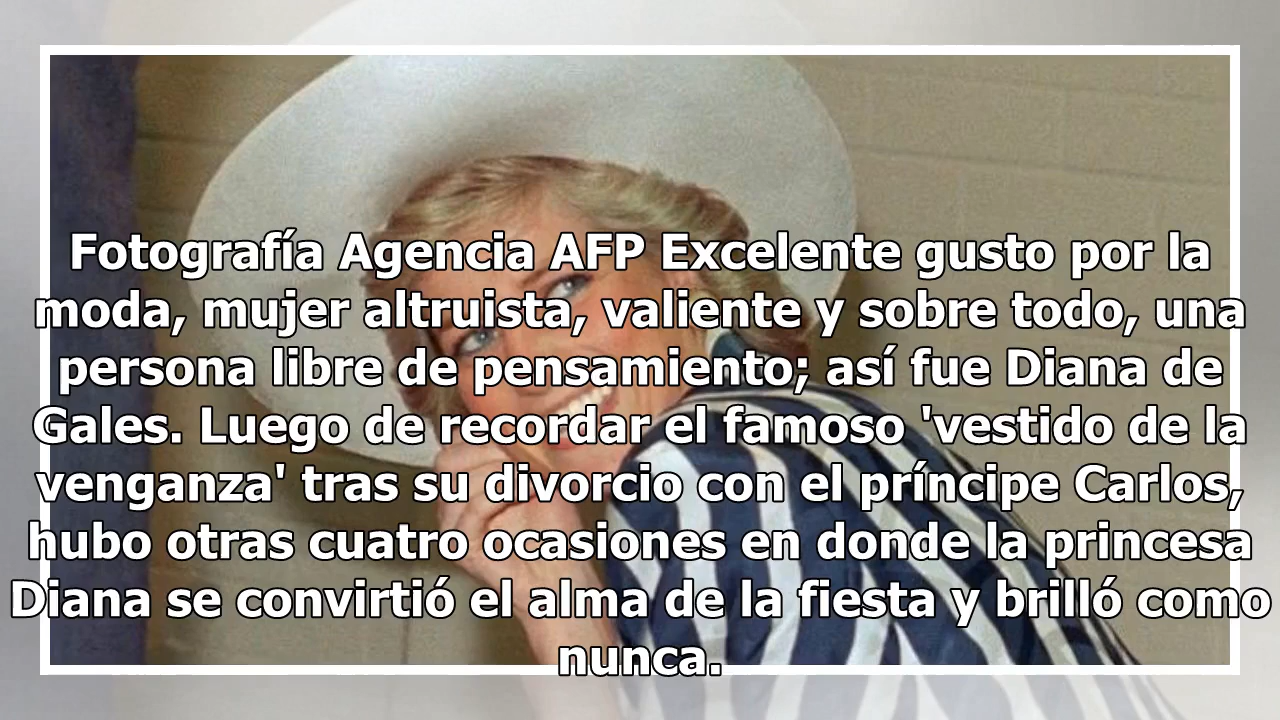 Fotografía Agencia AFP Excelente gusto por la
moda, mujer altruista, valiente y sobre todo, una
persona libre de pensamiento; así fue Diana de
Gales. Luego de recordar el famoso 'vestido de la
venganza' tras su divorcio con el príncipe Carlos,
hubo otras cuatro ocasiones en donde la princesa
Diana se convirtió el alma de la fiesta y brilló como
nunca.